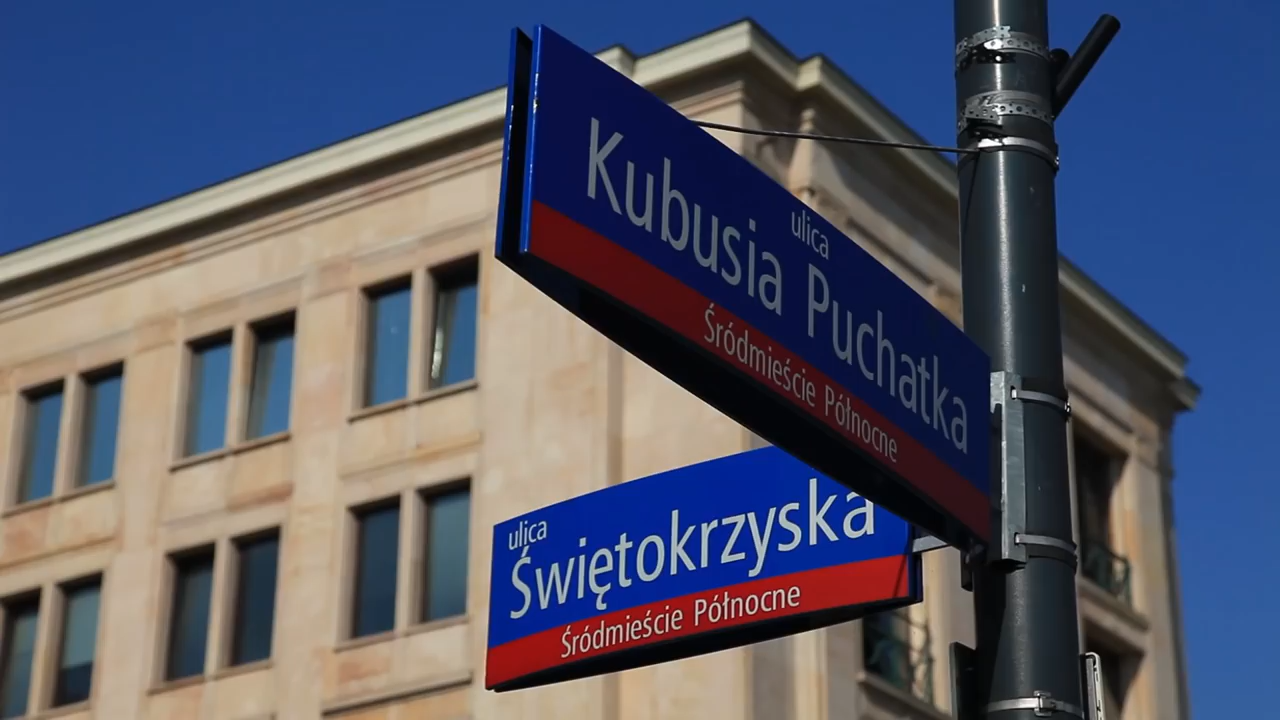 ulica
Kubusia Puchatka
Śródmieście Północne
ulica
Świętokrzyska
Śródmieście Północne